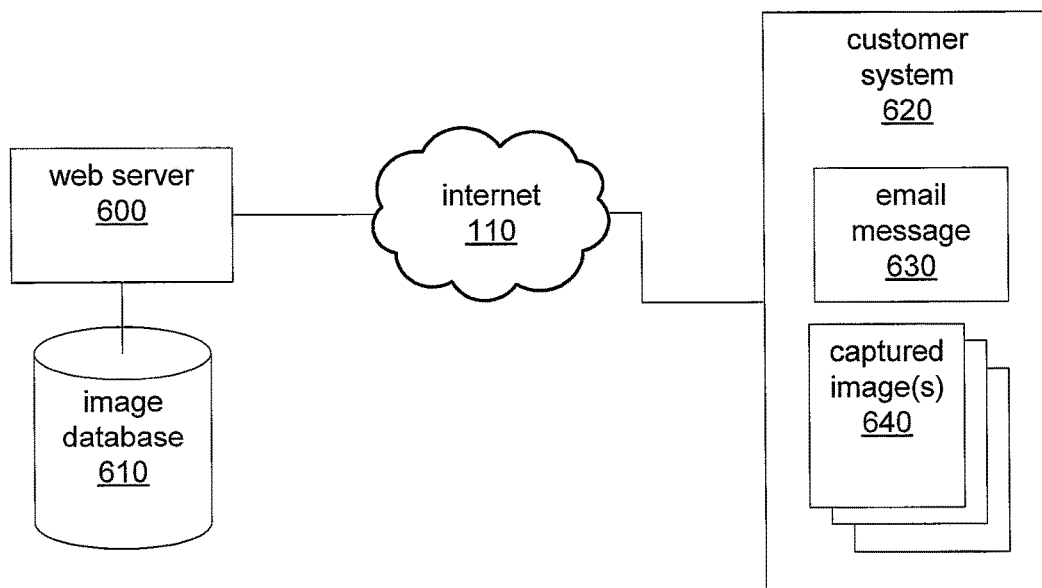 web server
600
image
database
610
internet
110
customer
system
620
email
message
630
captured
image(s)
640